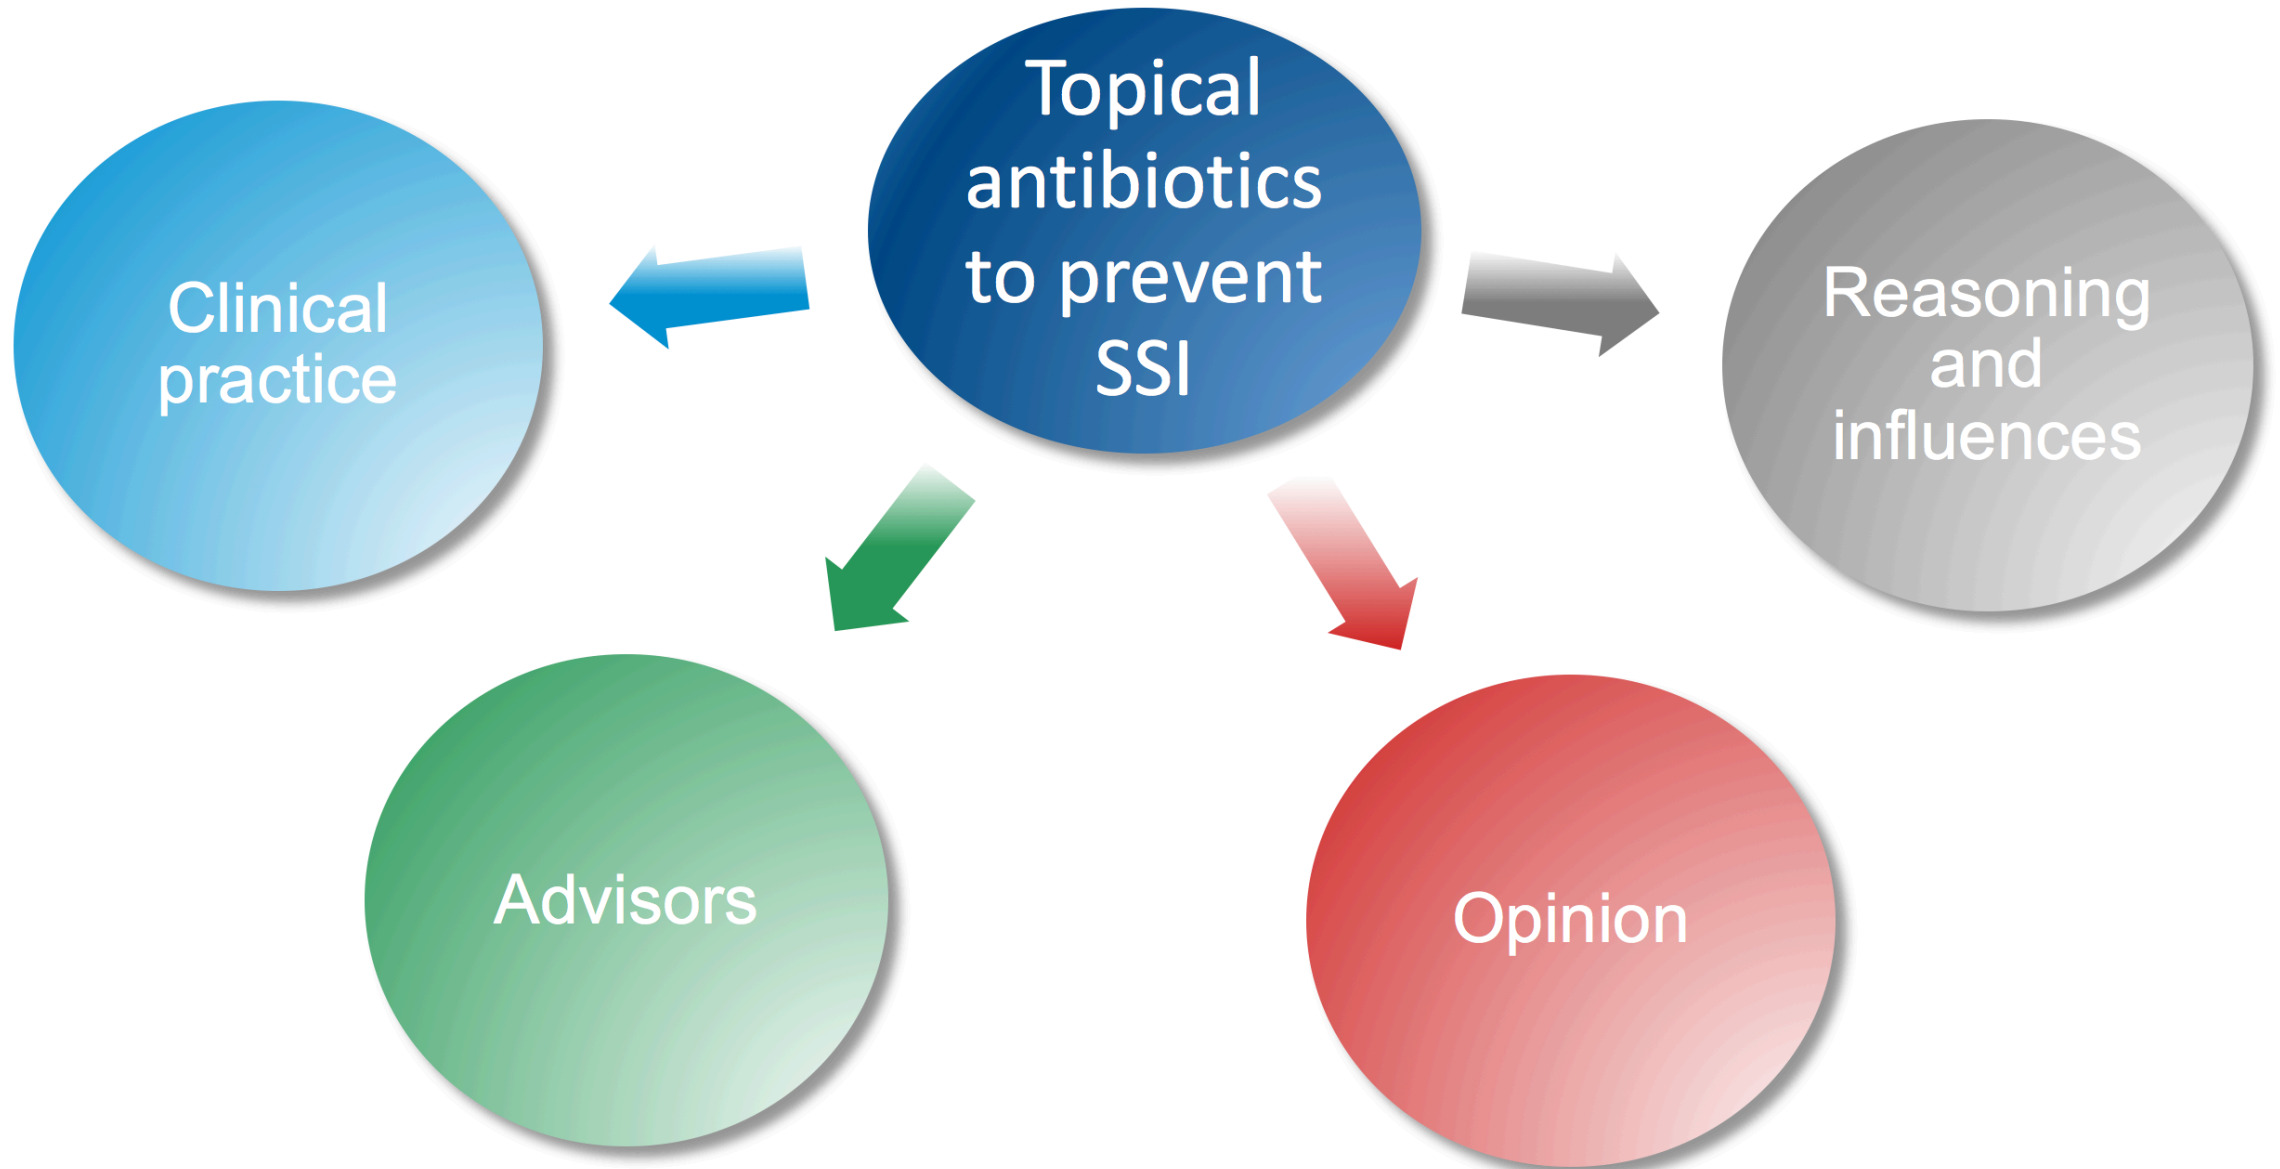 Topical
antibiotics
to prevent
SSI
Clinical
practice
Reasoning
and
influences
Advisors
Opinion